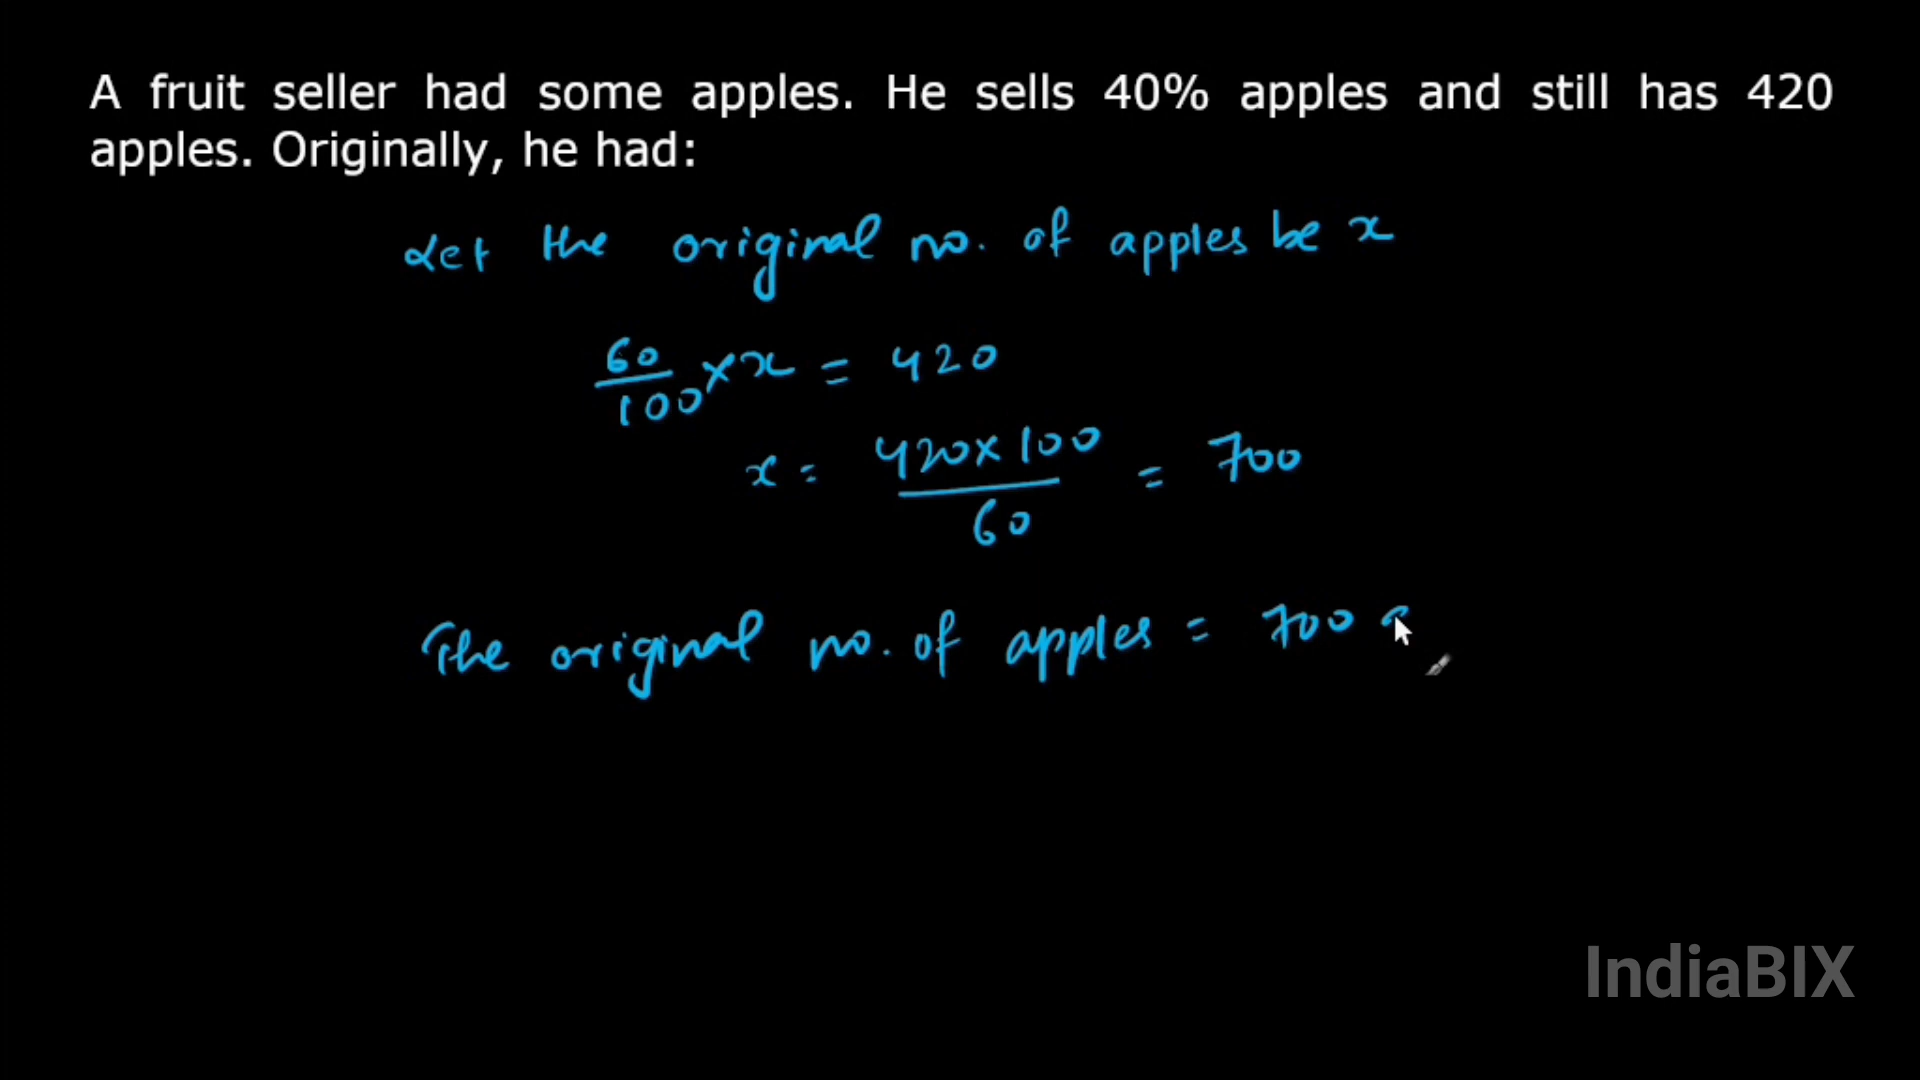 A fruit seller had some apples. He sells 40% apples and still has 420
apples. Originally, he had:
Let the original no. of apples be x
60/100 × x = 420
x = 420 × 100 / 60 = 700
The original no. of apples = 700 a
IndiaBIX